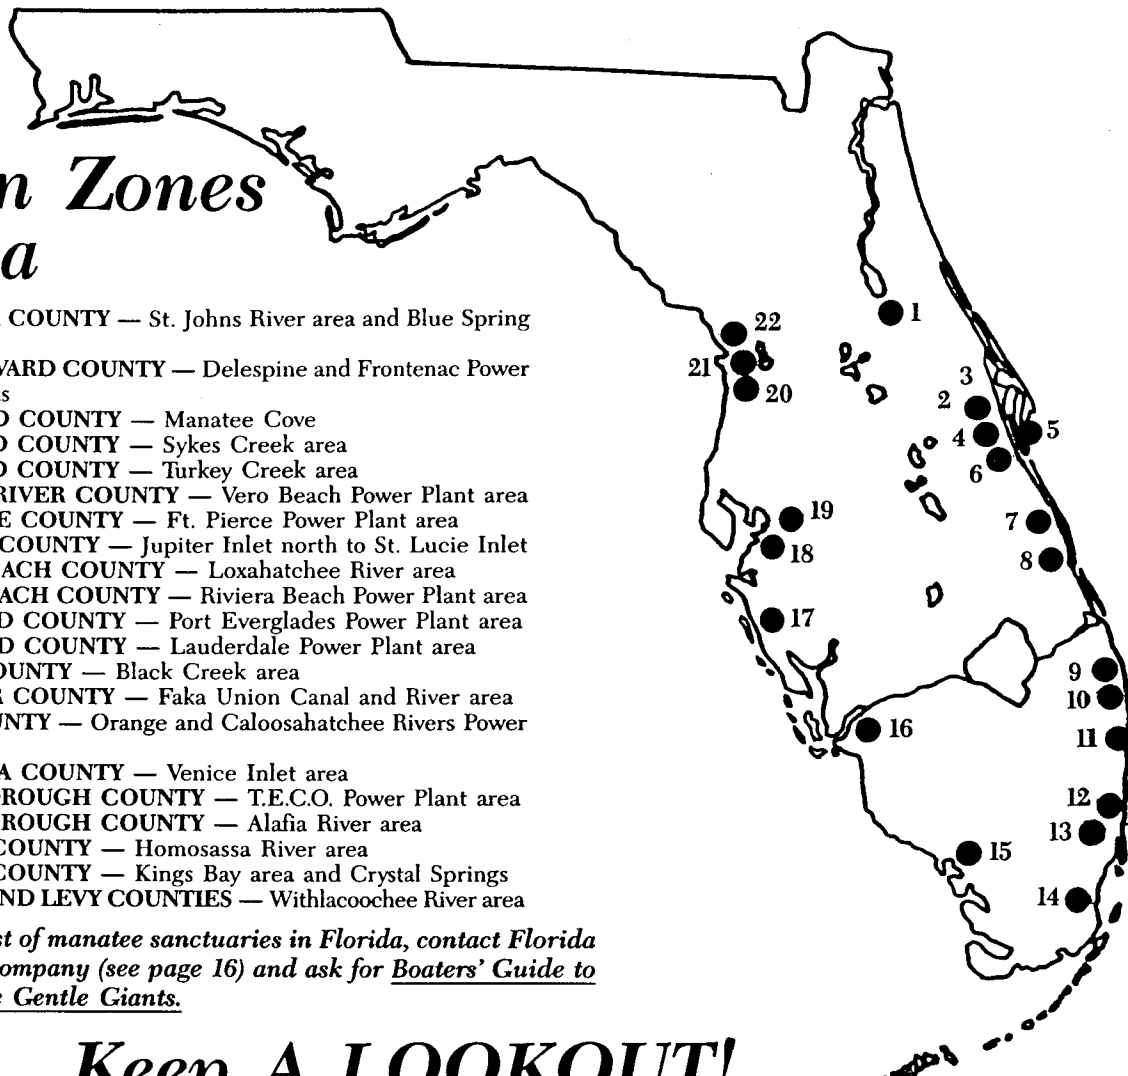 n Zones
a
COUNTY — St. Johns River area and Blue Spring
VARD COUNTY — Delespine and Frontenac Power
s
D COUNTY — Manatee Cove
D COUNTY — Sykes Creek area
D COUNTY — Turkey Creek area
RIVER COUNTY — Vero Beach Power Plant area
E COUNTY — Ft. Pierce Power Plant area
COUNTY — Jupiter Inlet north to St. Lucie Inlet
ACH COUNTY — Loxahatchee River area
ACH COUNTY — Riviera Beach Power Plant area
D COUNTY — Port Everglades Power Plant area
D COUNTY — Lauderdale Power Plant area
OUNTY — Black Creek area
R COUNTY — Faka Union Canal and River area
UNTY — Orange and Caloosahatchee Rivers Power
A COUNTY — Venice Inlet area
OROUGH COUNTY — T.E.C.O. Power Plant area
ROUGH COUNTY — Alafia River area
COUNTY — Homosassa River area
COUNTY — Kings Bay area and Crystal Springs
ND LEVY COUNTIES — Withlacoochee River area
st of manatee sanctuaries in Florida, contact Florida
ompany (see page 16) and ask for Boaters' Guide to
e Gentle Giants.
Keep A LOOKOUT!
1
22
21
20
3
2
4
5
6
19
18
7
8
17
9
10
16
11
12
13
15
14